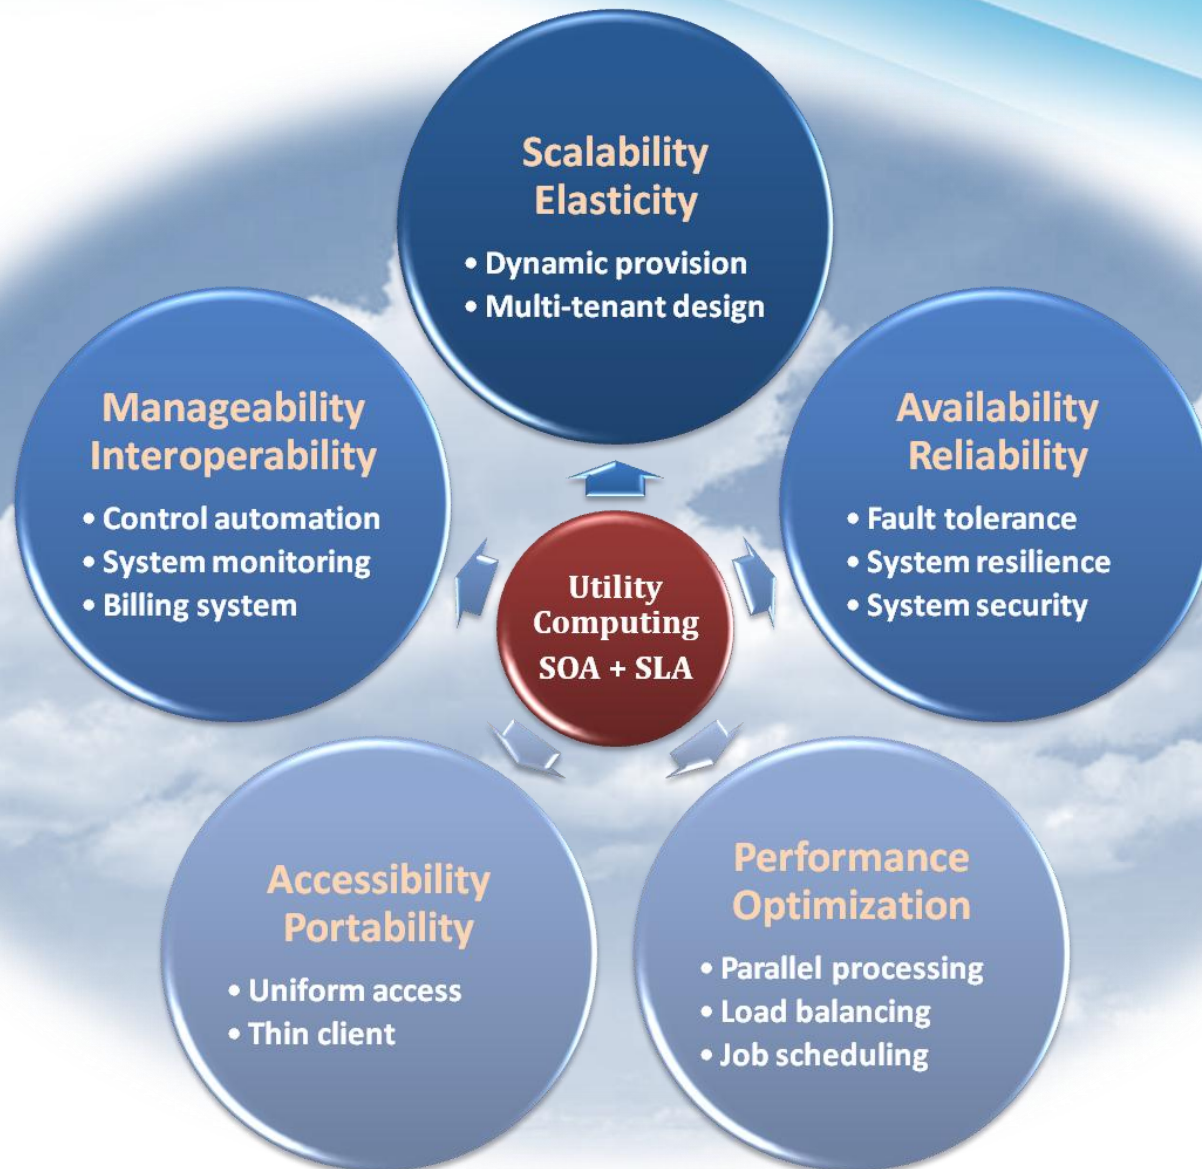 Scalability
Elasticity
• Dynamic provision
• Multi-tenant design
Manageability
Interoperability
• Control automation
• System monitoring
• Billing system
Availability
Reliability
• Fault tolerance
• System resilience
• System security
Utility
Computing
SOA + SLA
Accessibility
Portability
• Uniform access
• Thin client
Performance
Optimization
• Parallel processing
• Load balancing
• Job scheduling